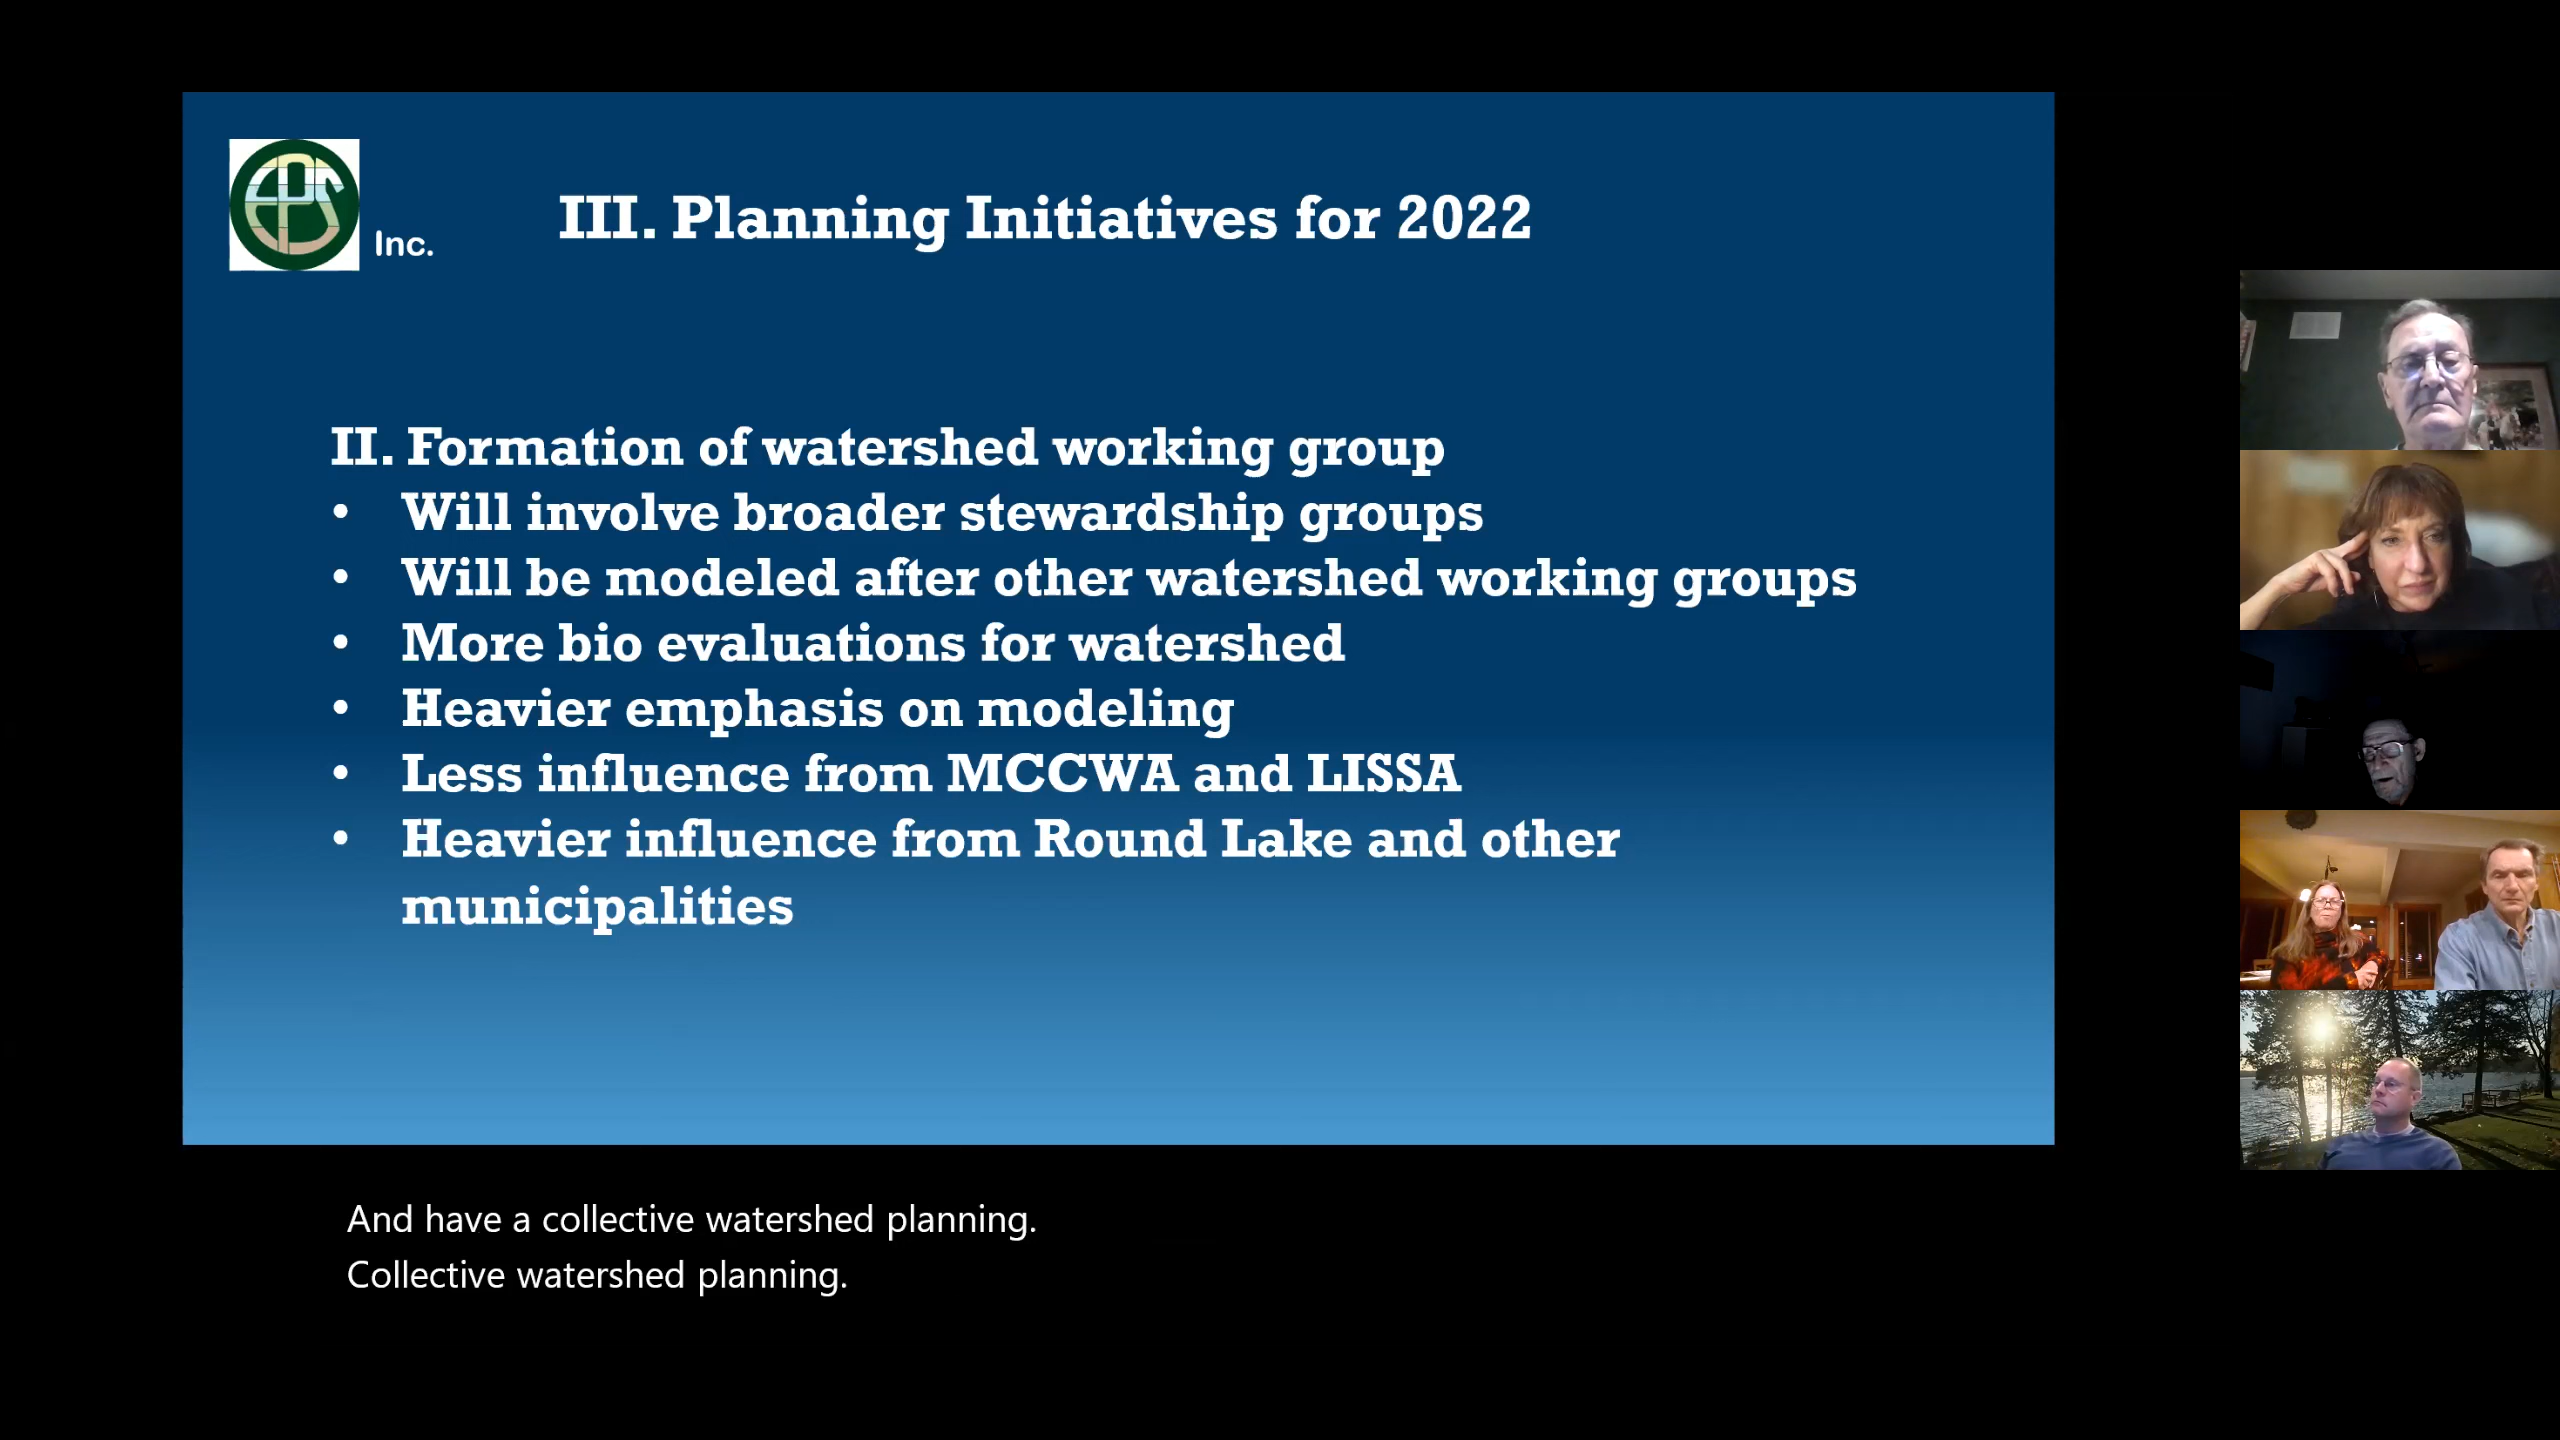 EPS
Inc.
III. Planning Initiatives for 2022
II. Formation of watershed working group
• Will involve broader stewardship groups
• Will be modeled after other watershed working groups
• More bio evaluations for watershed
• Heavier emphasis on modeling
• Less influence from MCCWA and LISSA
• Heavier influence from Round Lake and other
municipalities
And have a collective watershed planning.
Collective watershed planning.